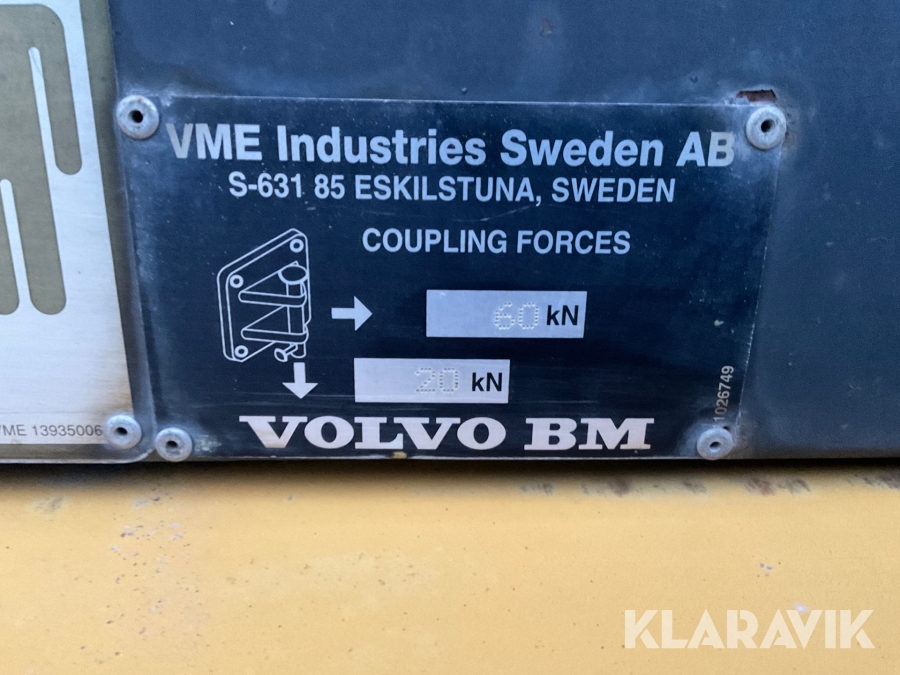 VME Industries Sweden AB
S-631 85 ESKILSTUNA, SWEDEN
COUPLING FORCES
60 kN
20 kN
VOLVO BM
1026749
VME 13935006
KLARAVIK